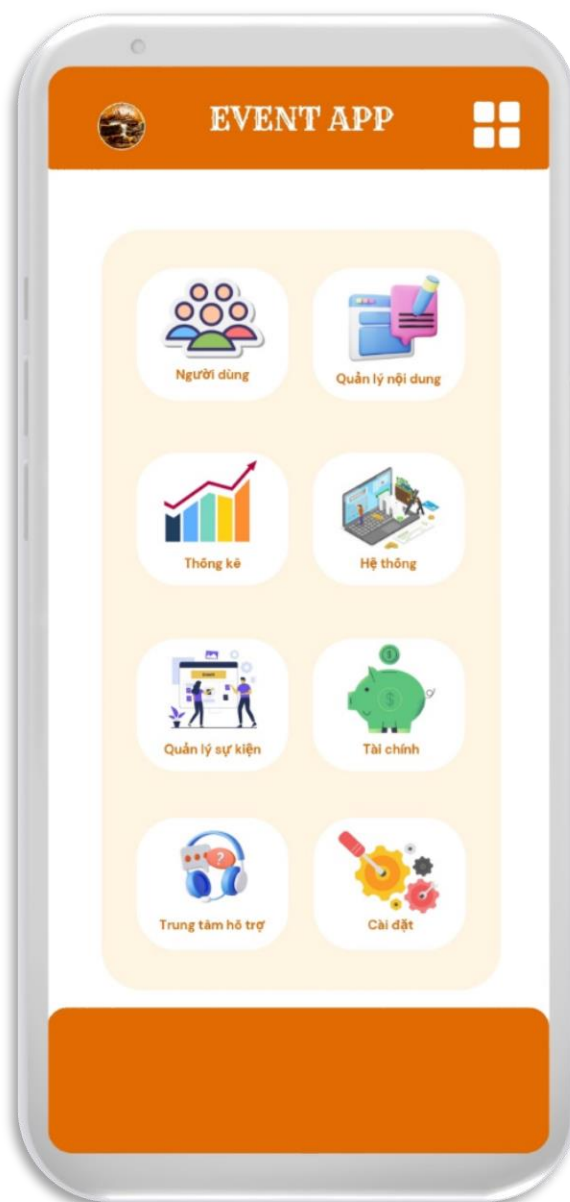 EVENT APP
Người dùng
Quản lý nội dung
Thống kê
Hệ thống
Quản lý sự kiện
Tài chính
Trung tâm hỗ trợ
Cài đặt